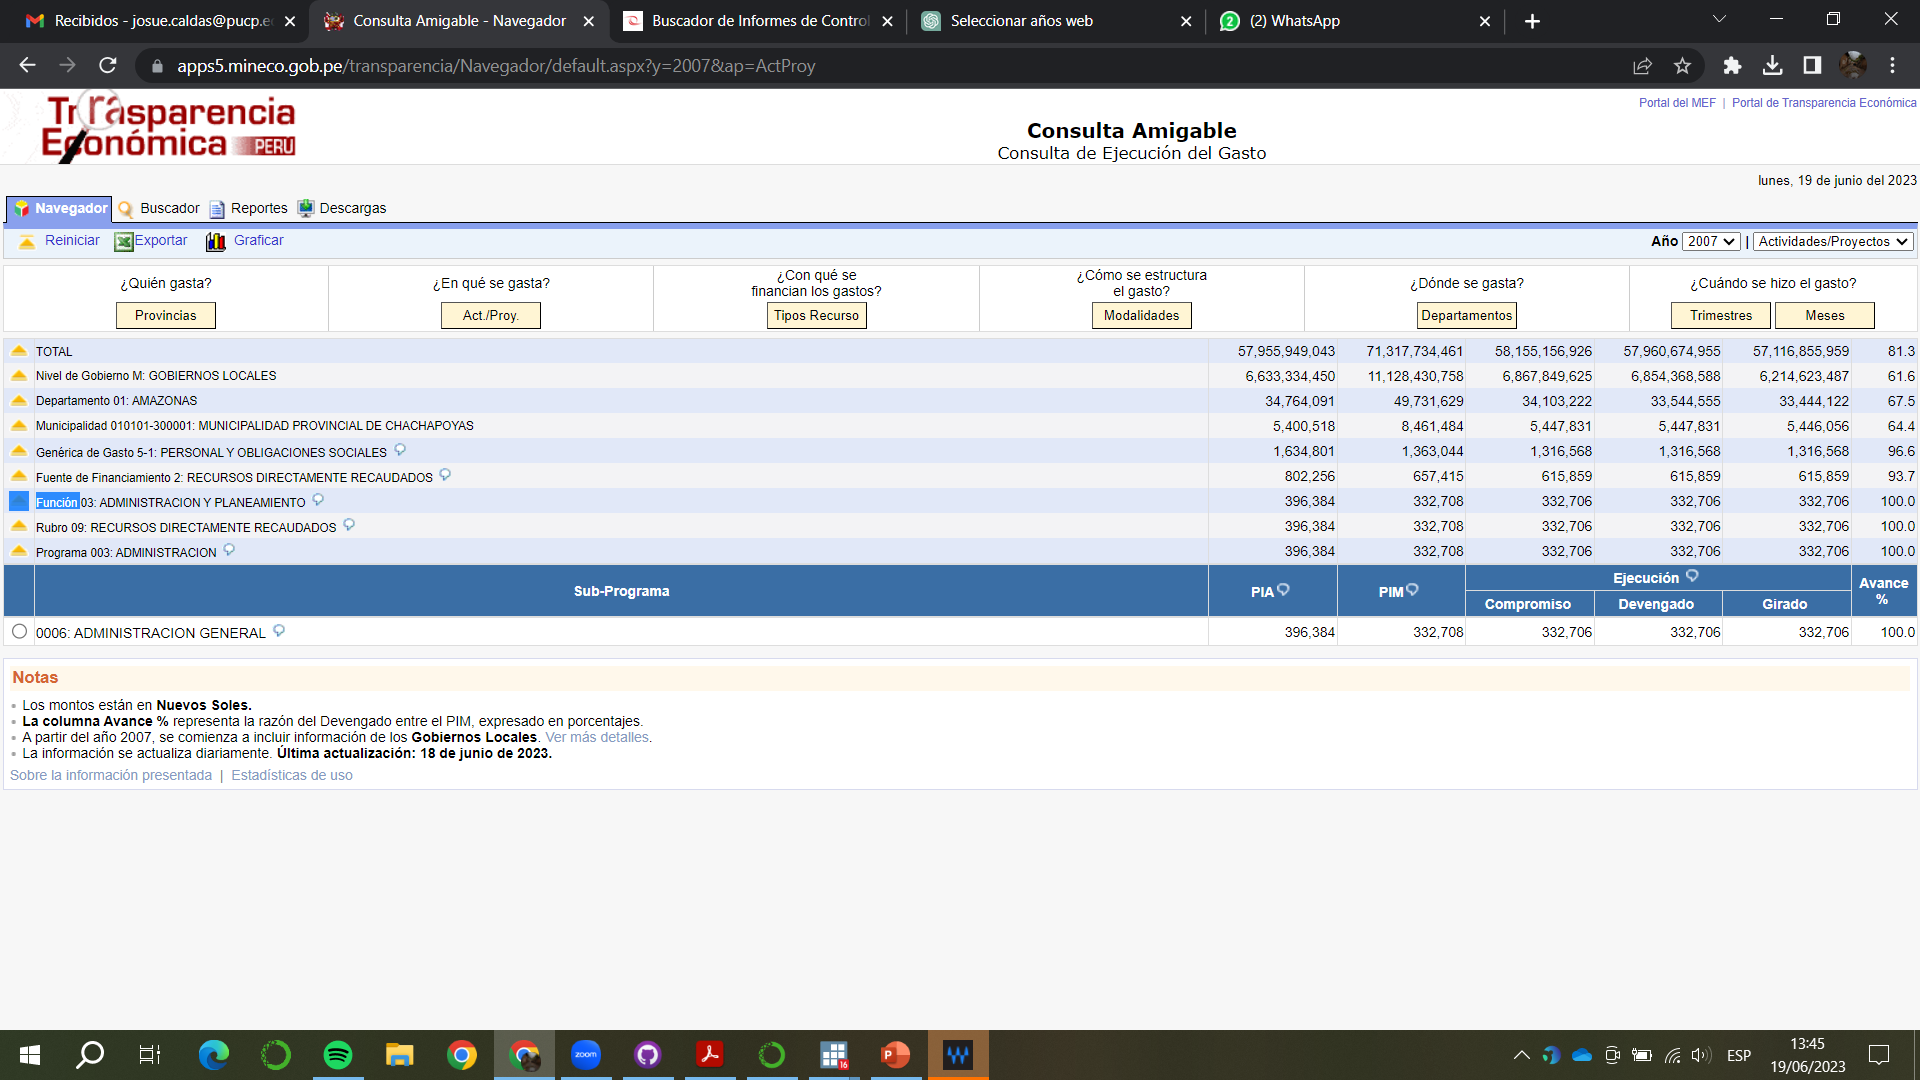 Recibidos - josue.caldas@pucp.e
Consulta Amigable - Navegador
Buscador de Informes de Control
Seleccionar años web
(2) WhatsApp
apps5.mineco.gob.pe/transparencia/Navegador/default.aspx?y=2007&ap=ActProy
Trasparencia
Económica PERU
Portal del MEF | Portal de Transparencia Económica
Consulta Amigable
Consulta de Ejecución del Gasto
lunes, 19 de junio del 2023
Navegador Buscador Reportes Descargas
Reiniciar Exportar Graficar Año 2007 | Actividades/Proyectos
¿Quién gasta?
Provincias
¿En qué se gasta?
Act./Proy.
¿Con qué se
financian los gastos?
Tipos Recurso
¿Cómo se estructura
el gasto?
Modalidades
¿Dónde se gasta?
Departamentos
¿Cuándo se hizo el gasto?
Trimestres Meses
TOTAL 57,955,949,043 71,317,734,461 58,155,156,926 57,960,674,955 57,116,855,959 81.3
Nivel de Gobierno M: GOBIERNOS LOCALES 6,633,334,450 11,128,430,758 6,867,849,625 6,854,368,588 6,214,623,487 61.6
Departamento 01: AMAZONAS 34,764,091 49,731,629 34,103,222 33,544,555 33,444,122 67.5
Municipalidad 010101-300001: MUNICIPALIDAD PROVINCIAL DE CHACHAPOYAS 5,400,518 8,461,484 5,447,831 5,447,831 5,446,056 64.4
Genérica de Gasto 5-1: PERSONAL Y OBLIGACIONES SOCIALES 1,634,801 1,363,044 1,316,568 1,316,568 1,316,568 96.6
Fuente de Financiamiento 2: RECURSOS DIRECTAMENTE RECAUDADOS 802,256 657,415 615,859 615,859 615,859 93.7
Función 03: ADMINISTRACION Y PLANEAMIENTO 396,384 332,708 332,706 332,706 332,706 100.0
Rubro 09: RECURSOS DIRECTAMENTE RECAUDADOS 396,384 332,708 332,706 332,706 332,706 100.0
Programa 003: ADMINISTRACION 396,384 332,708 332,706 332,706 332,706 100.0
Sub-Programa PIA PIM Ejecución Avance %
Compromiso Devengado Girado
0006: ADMINISTRACION GENERAL 396,384 332,708 332,706 332,706 332,706 100.0
Notas
Los montos están en Nuevos Soles.
La columna Avance % representa la razón del Devengado entre el PIM, expresado en porcentajes.
A partir del año 2007, se comienza a incluir información de los Gobiernos Locales. Ver más detalles.
La información se actualiza diariamente. Última actualización: 18 de junio de 2023.
Sobre la información presentada | Estadísticas de uso
zoom
16
P
ESP
13:45
19/06/2023